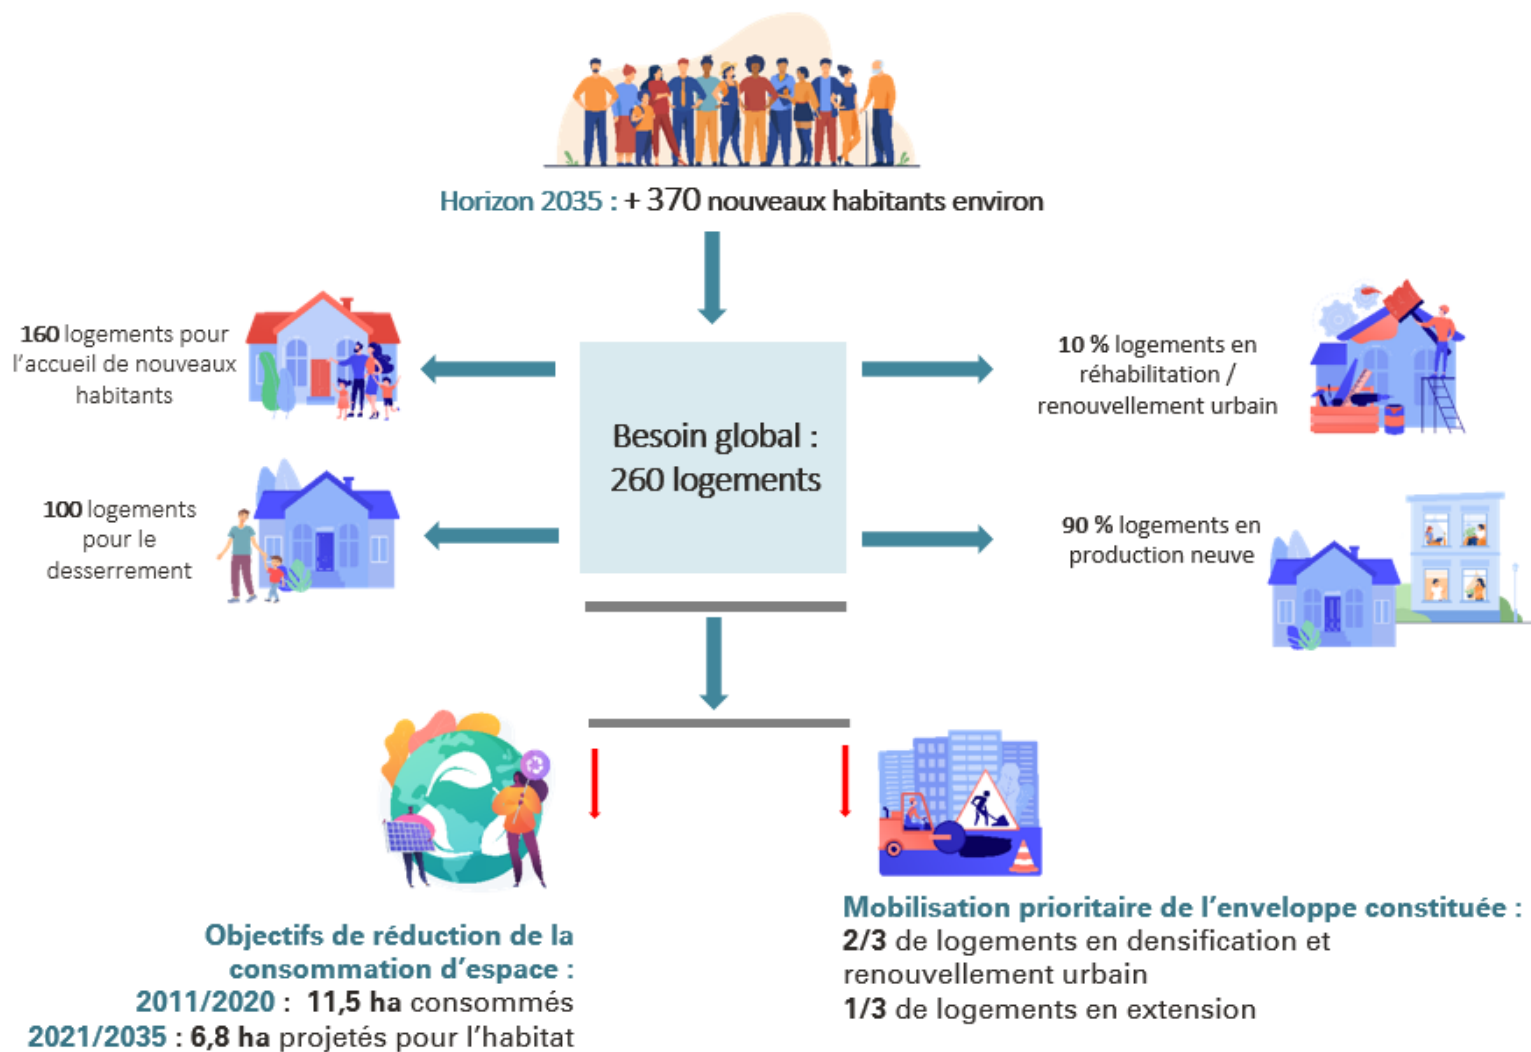 Horizon 2035 : + 370 nouveaux habitants environ
160 logements pour
l'accueil de nouveaux
habitants
100 logements
pour le
desserrement
Besoin global :
260 logements
10 % logements en
réhabilitation /
renouvellement urbain
90 % logements en
production neuve
Objectifs de réduction de la
consommation d'espace :
2011/2020 : 11,5 ha consommés
2021/2035 : 6,8 ha projetés pour l'habitat
Mobilisation prioritaire de l'enveloppe constituée :
2/3 de logements en densification et
renouvellement urbain
1/3 de logements en extension